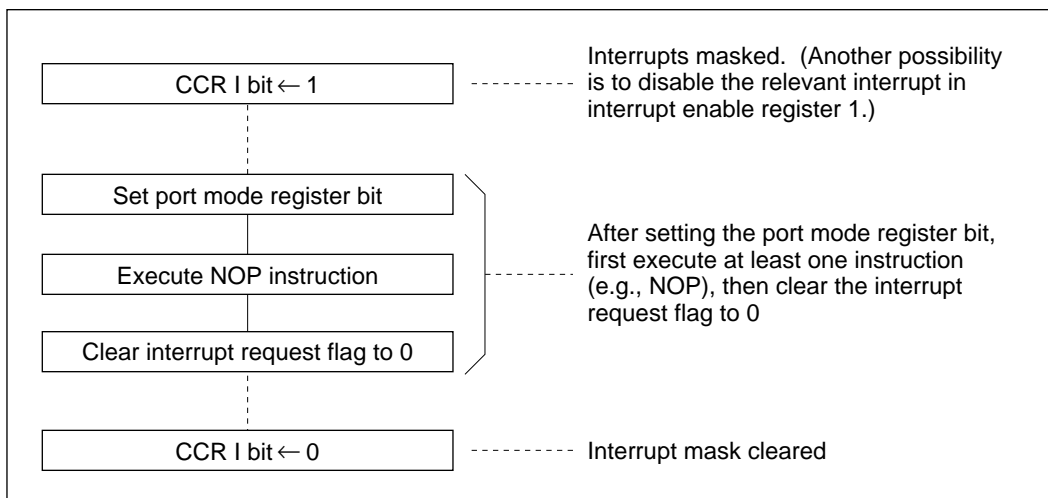 CCR I bit ← 1
Interrupts masked. (Another possibility
is to disable the relevant interrupt in
interrupt enable register 1.)
Set port mode register bit
Execute NOP instruction
Clear interrupt request flag to 0
After setting the port mode register bit,
first execute at least one instruction
(e.g., NOP), then clear the interrupt
request flag to 0
CCR I bit ← 0
Interrupt mask cleared